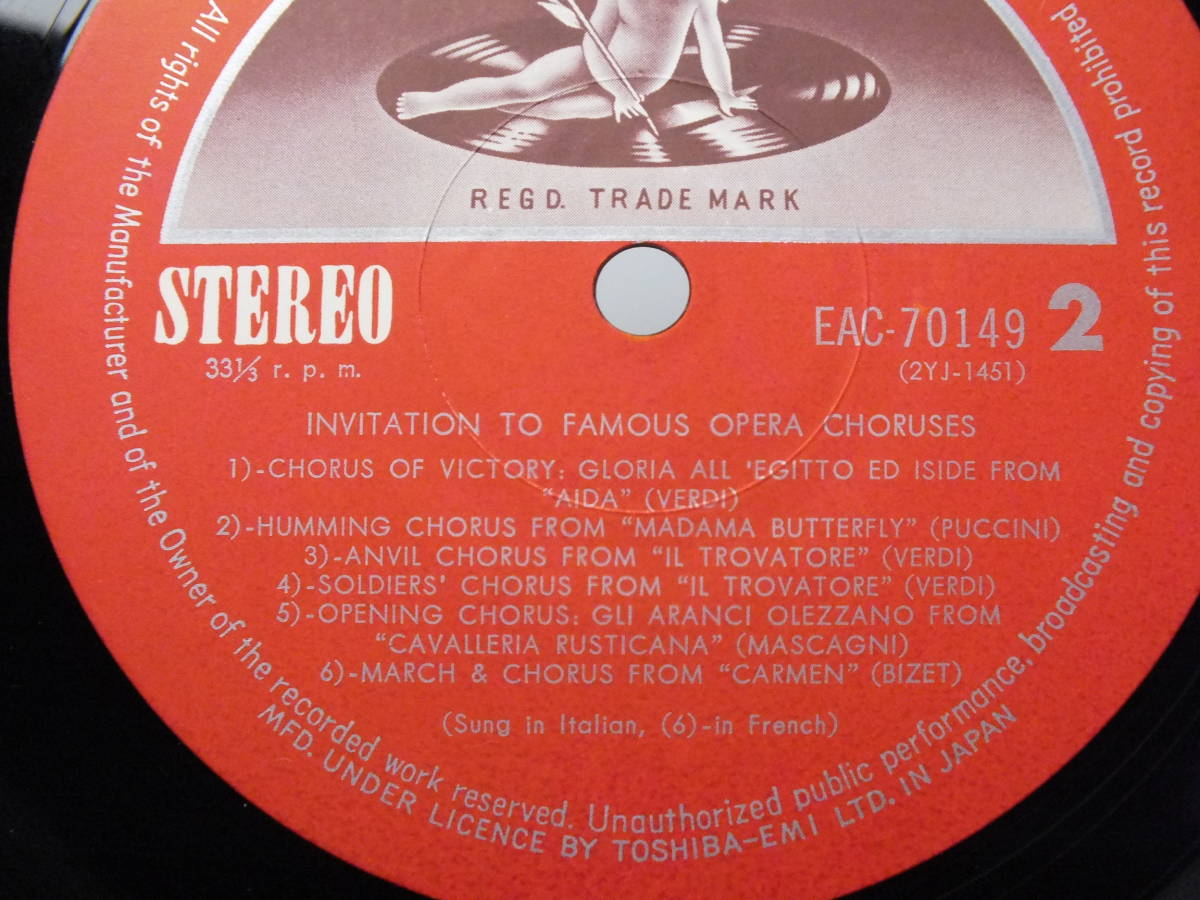 REGD. TRADE MARK
STEREO
33⅓ r. p. m.
EAC-70149 2
(2YJ-1451)
INVITATION TO FAMOUS OPERA CHORUSES
1)-CHORUS OF VICTORY: GLORIA ALL 'EGITTO ED ISIDE FROM
"AIDA" (VERDI)
2)-HUMMING CHORUS FROM "MADAMA BUTTERFLY" (PUCCINI)
3)-ANVIL CHORUS FROM "IL TROVATORE" (VERDI)
4)-SOLDIERS' CHORUS FROM "IL TROVATORE" (VERDI)
5)-OPENING CHORUS: GLI ARANCI OLEZZANO FROM
"CAVALLERIA RUSTICANA" (MASCAGNI)
6)-MARCH & CHORUS FROM "CARMEN" (BIZET)
(Sung in Italian, (6)-in French)
All rights of the Manufacturer and of the Owner of the recorded work reserved. Unauthorized public performance, broadcasting and copying of this record prohibited
MFD. UNDER LICENCE BY TOSHIBA-EMI LTD. IN JAPAN